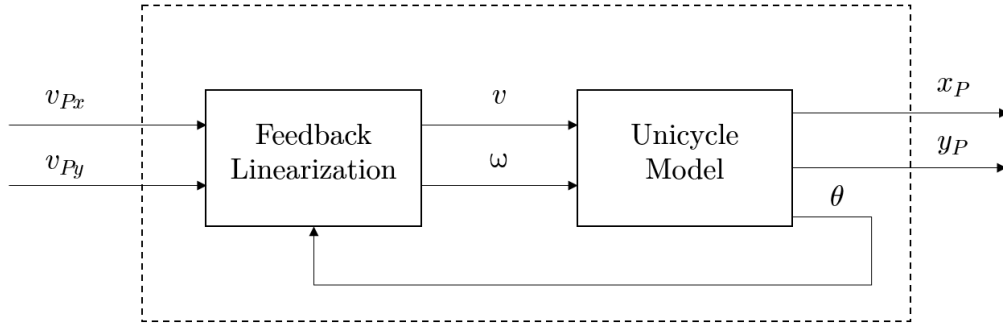 v_{Px}
v_{Py}
Feedback
Linearization
v
ω
Unicycle
Model
θ
x_P
y_P